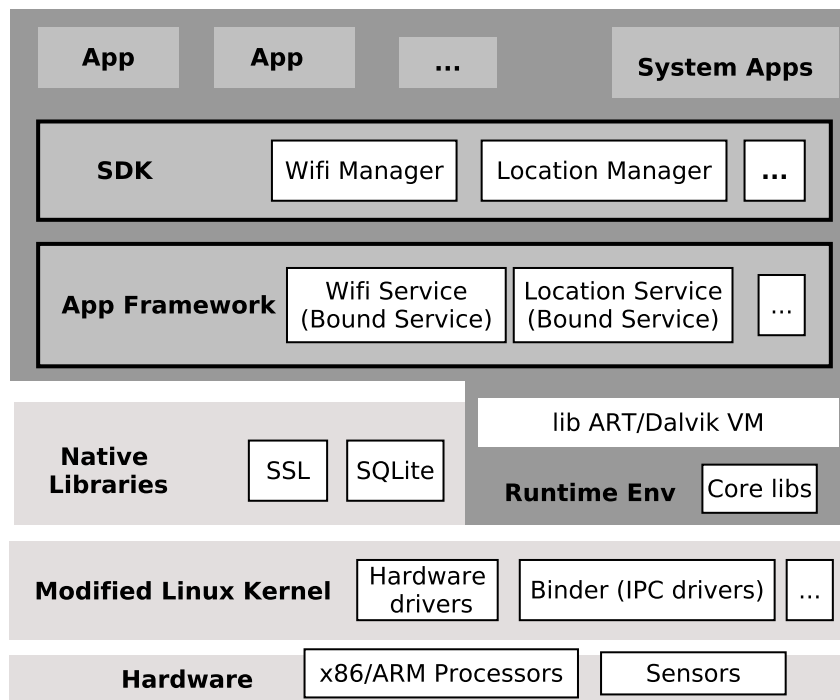 App
App
...
System Apps
SDK
Wifi Manager
Location Manager
...
App Framework
Wifi Service
(Bound Service)
Location Service
(Bound Service)
...
Native
Libraries
SSL
SQLite
lib ART/Dalvik VM
Runtime Env
Core libs
Modified Linux Kernel
Hardware
drivers
Binder (IPC drivers)
...
Hardware
x86/ARM Processors
Sensors